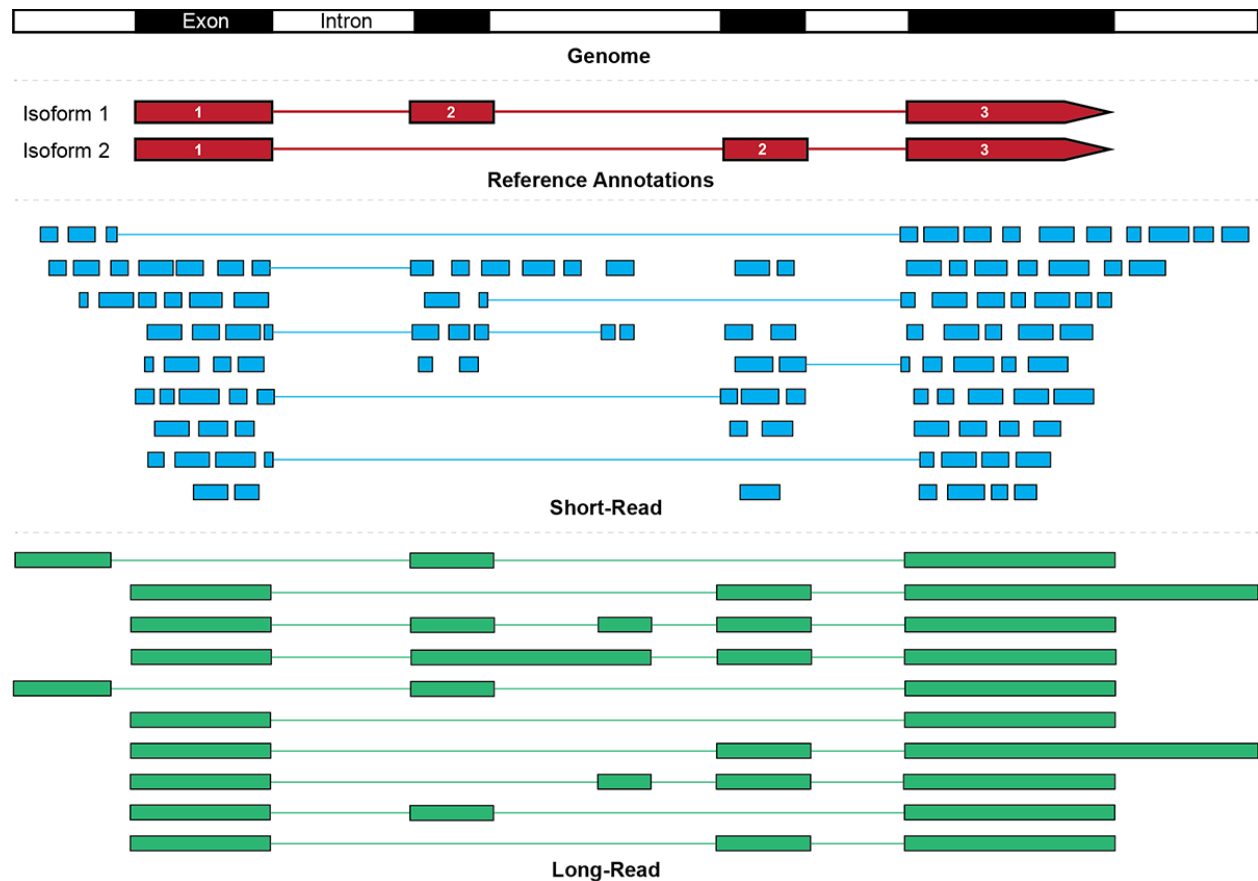 Exon Intron
Genome
Isoform 1 1 2 3
Isoform 2 1 2 3
Reference Annotations
Short-Read
Long-Read